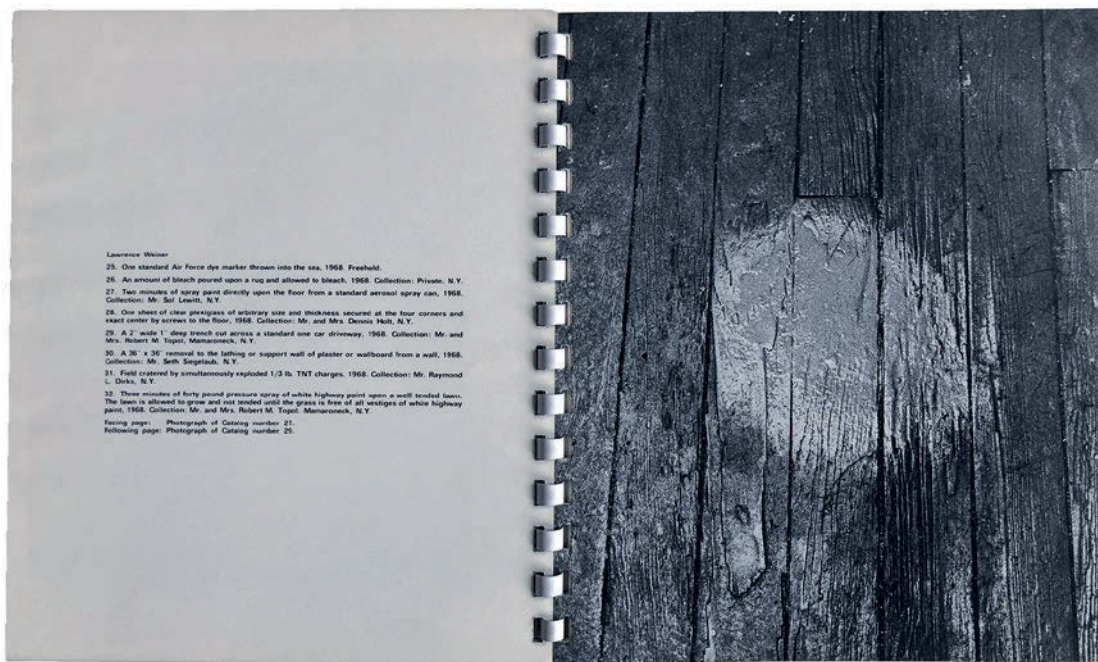 Lawrence Weiner
25. One standard Air Force dye marker thrown into the sea, 1968. Freehold.
26. An amount of bleach poured upon a rug and allowed to bleach. 1968. Collection: Private, N.Y.
27. Two minutes of spray paint directly upon the floor from a standard aerosol spray can, 1968.
Collection: Mr. Sol Lewitt, N.Y.
28. One sheet of clear plexiglass of arbitrary size and thickness secured at the four corners and
exact center by screws to the floor, 1968. Collection: Mr. and Mrs. Dennis Holt, N.Y.
29. A 2" wide 1" deep trench cut across a standard one car driveway, 1968. Collection: Mr. and
Mrs. Robert M. Topol, Mamaroneck, N.Y.
30. A 36" x 36" removal to the lathing or support wall of plaster or wallboard from a wall, 1968.
Collection: Mr. Seth Siegelaub, N.Y.
31. Field cratered by simultaneously exploded 1/3 lb. TNT charges. 1968. Collection: Mr. Raymond
L. Dirks, N.Y.
32. Three minutes of forty pound pressure spray of white highway paint upon a well tended lawn.
The lawn is allowed to grow and not tended until the grass is free of all vestiges of white highway
paint, 1968. Collection: Mr. and Mrs. Robert M. Topol. Mamaroneck, N.Y.
Facing page: Photograph of Catalog number 27.
Following page: Photograph of Catalog number 29.